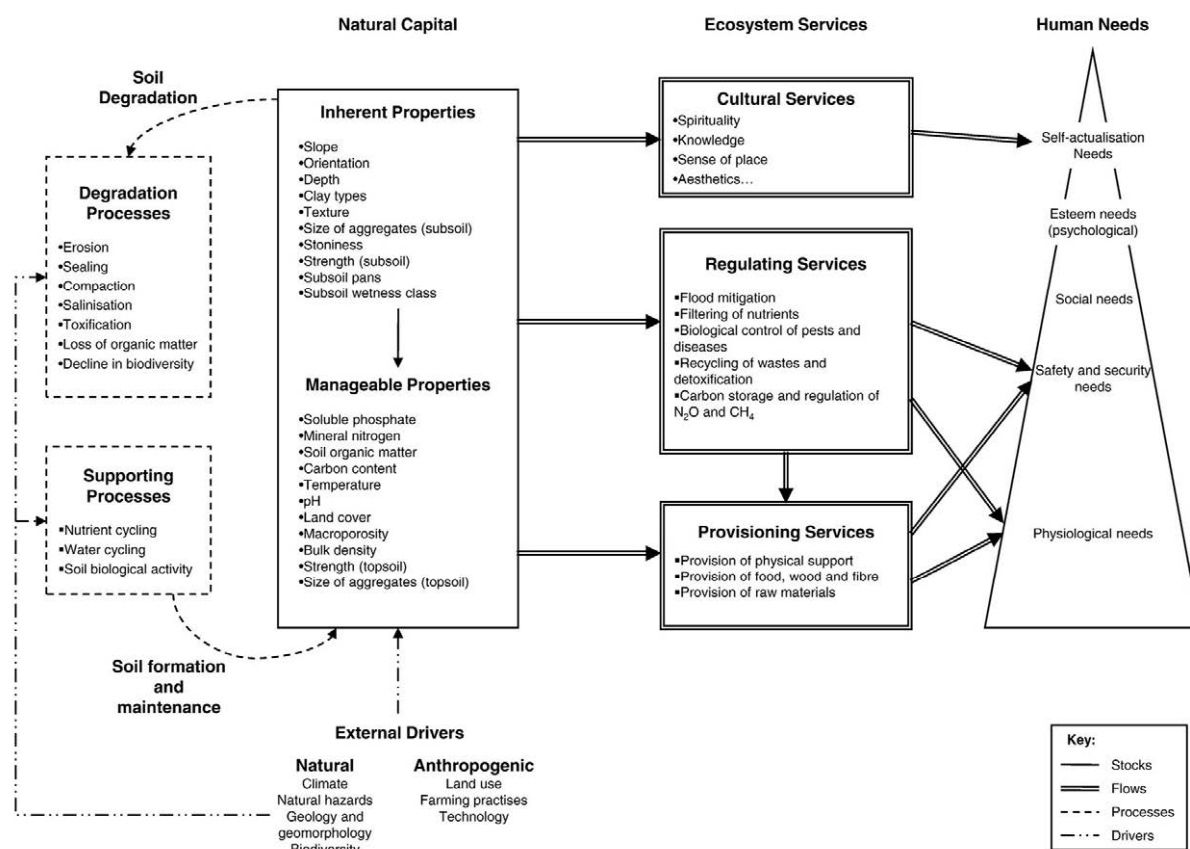 Natural Capital
Ecosystem Services
Human Needs
Soil
Degradation
Degradation
Processes
•Erosion
•Sealing
•Compaction
•Salinisation
•Toxification
•Loss of organic matter
•Decline in biodiversity
Supporting
Processes
▪Nutrient cycling
▪Water cycling
▪Soil biological activity
Soil formation
and
maintenance
Inherent Properties
•Slope
•Orientation
•Depth
•Clay types
•Texture
•Size of aggregates (subsoil)
•Stoniness
•Strength (subsoil)
•Subsoil pans
•Subsoil wetness class
Manageable Properties
•Soluble phosphate
•Mineral nitrogen
•Soil organic matter
•Carbon content
•Temperature
•pH
•Land cover
•Macroporosity
•Bulk density
•Strength (topsoil)
•Size of aggregates (topsoil)
External Drivers
Natural
Climate
Natural hazards
Geology and
geomorphology
Biodiversity
Anthropogenic
Land use
Farming practises
Technology
Cultural Services
•Spirituality
•Knowledge
•Sense of place
•Aesthetics…
Regulating Services
▪Flood mitigation
▪Filtering of nutrients
▪Biological control of pests and
diseases
▪Recycling of wastes and
detoxification
▪Carbon storage and regulation of
N₂O and CH₄
Provisioning Services
▪Provision of physical support
▪Provision of food, wood and fibre
▪Provision of raw materials
Self-actualisation
Needs
Esteem needs
(psychological)
Social needs
Safety and security
needs
Physiological needs
Key:
Stocks
Flows
Processes
Drivers